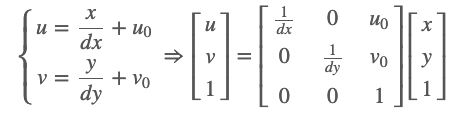 { u = x/dx + u₀
v = y/dy + v₀ ⇒ [ u
v
1 ] = [ 1/dx 0 u₀
0 1/dy v₀
0 0 1 ] [ x
y
1 ]